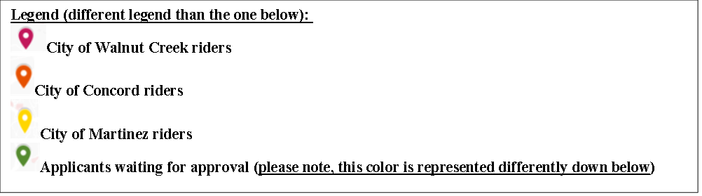 Legend (different legend than the one below):
City of Walnut Creek riders
City of Concord riders
City of Martinez riders
Applicants waiting for approval (please note, this color is represented differently down below)